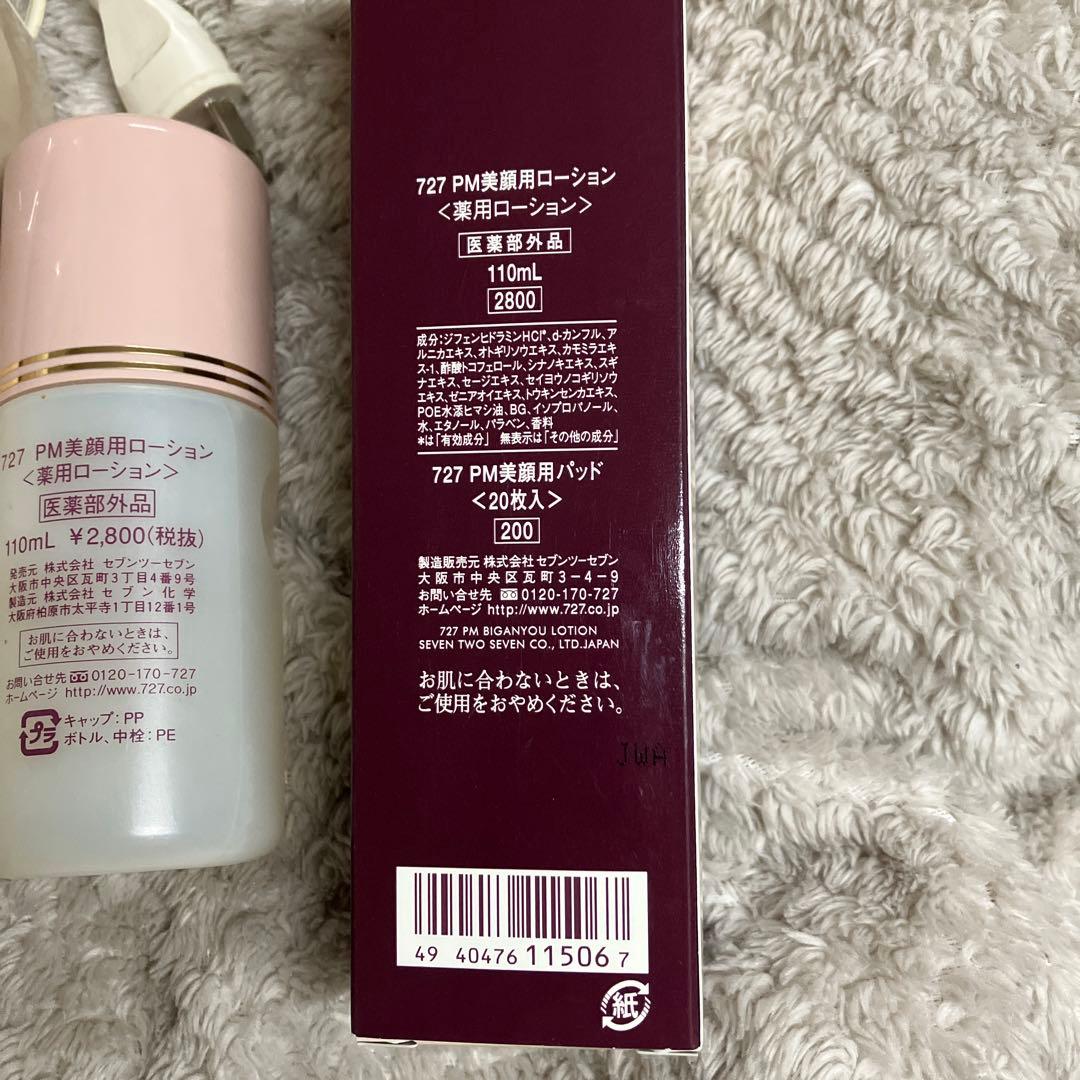 727 PM美顔用ローション
<薬用ローション>
医薬部外品
110mL ¥2,800(税抜)
発売元 株式会社 セブンツーセブン
大阪市中央区瓦町3丁目4番9号
製造元 株式会社 セブン化学
大阪府柏原市太平寺1丁目12番1号
お肌に合わないときは、
ご使用をおやめください。
お問い合せ先 0120-170-727
ホームページ http://www.727.co.jp
プラ
キャップ:PP
ボトル、中栓:PE
727 PM美顔用ローション
<薬用ローション>
医薬部外品
110mL
2800
成分:ジフェンヒドラミンHCl*、d-カンフル、ア
ルニカエキス、オトギリソウエキス、カモミラエキ
ス-1、酢酸トコフェロール、シナノキエキス、スギ
ナエキス、セージエキス、セイヨウノコギリソウ
エキス、ゼニアオイエキス、トウキンセンカエキス、
POE水添ヒマシ油、BG、イソプロパノール、
水、エタノール、パラベン、香料
*は「有効成分」 無表示は「その他の成分」
727 PM美顔用パッド
<20枚入>
200
製造販売元 株式会社 セブンツーセブン
大阪市中央区瓦町3-4-9
お問い合せ先 0120-170-727
ホームページ http://www.727.co.jp
727 PM BIGANYOU LOTION
SEVEN TWO SEVEN CO., LTD.JAPAN
お肌に合わないときは、
ご使用をおやめください。
JWA
49 40476 11506 7
紙